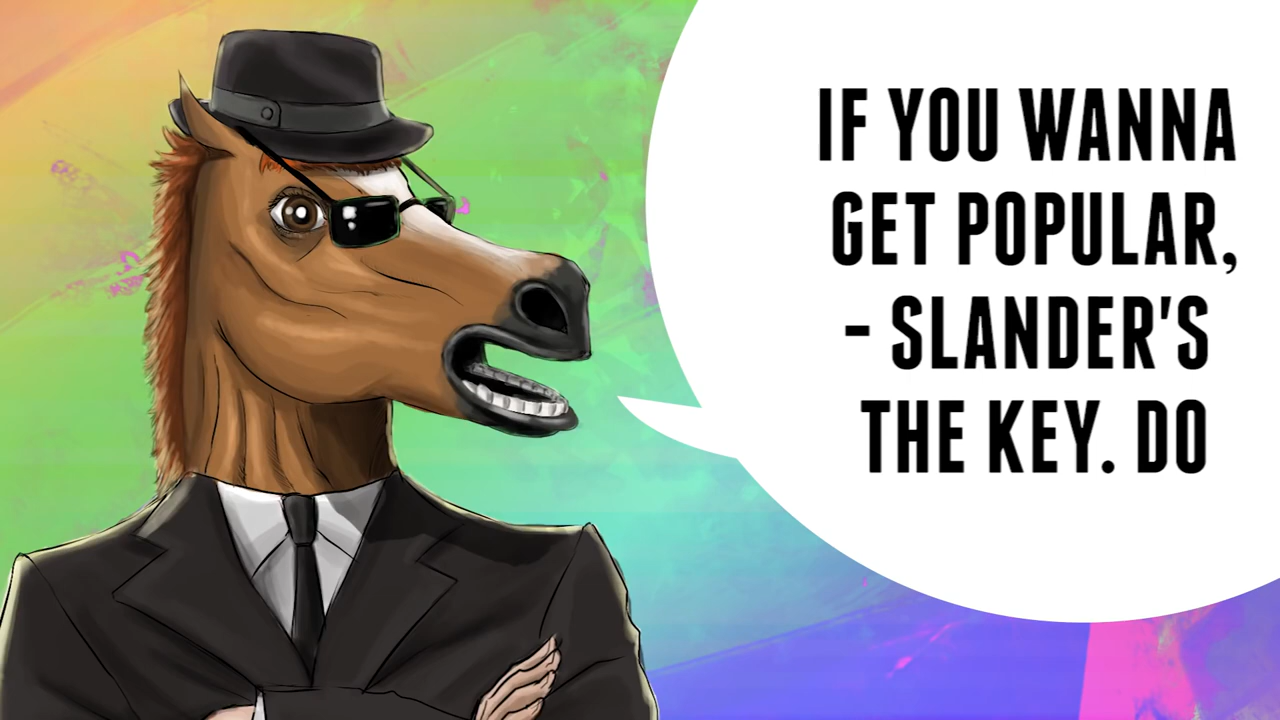 IF YOU WANNA
GET POPULAR,
- SLANDER'S
THE KEY. DO